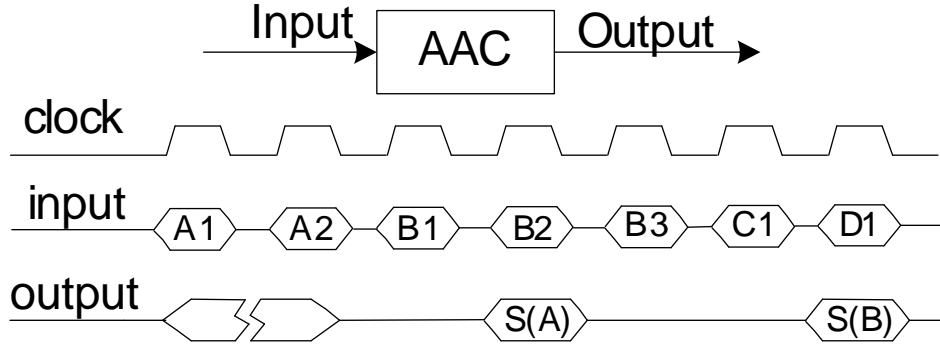 Input AAC Output
clock
input A1 A2 B1 B2 B3 C1 D1
output S(A) S(B)